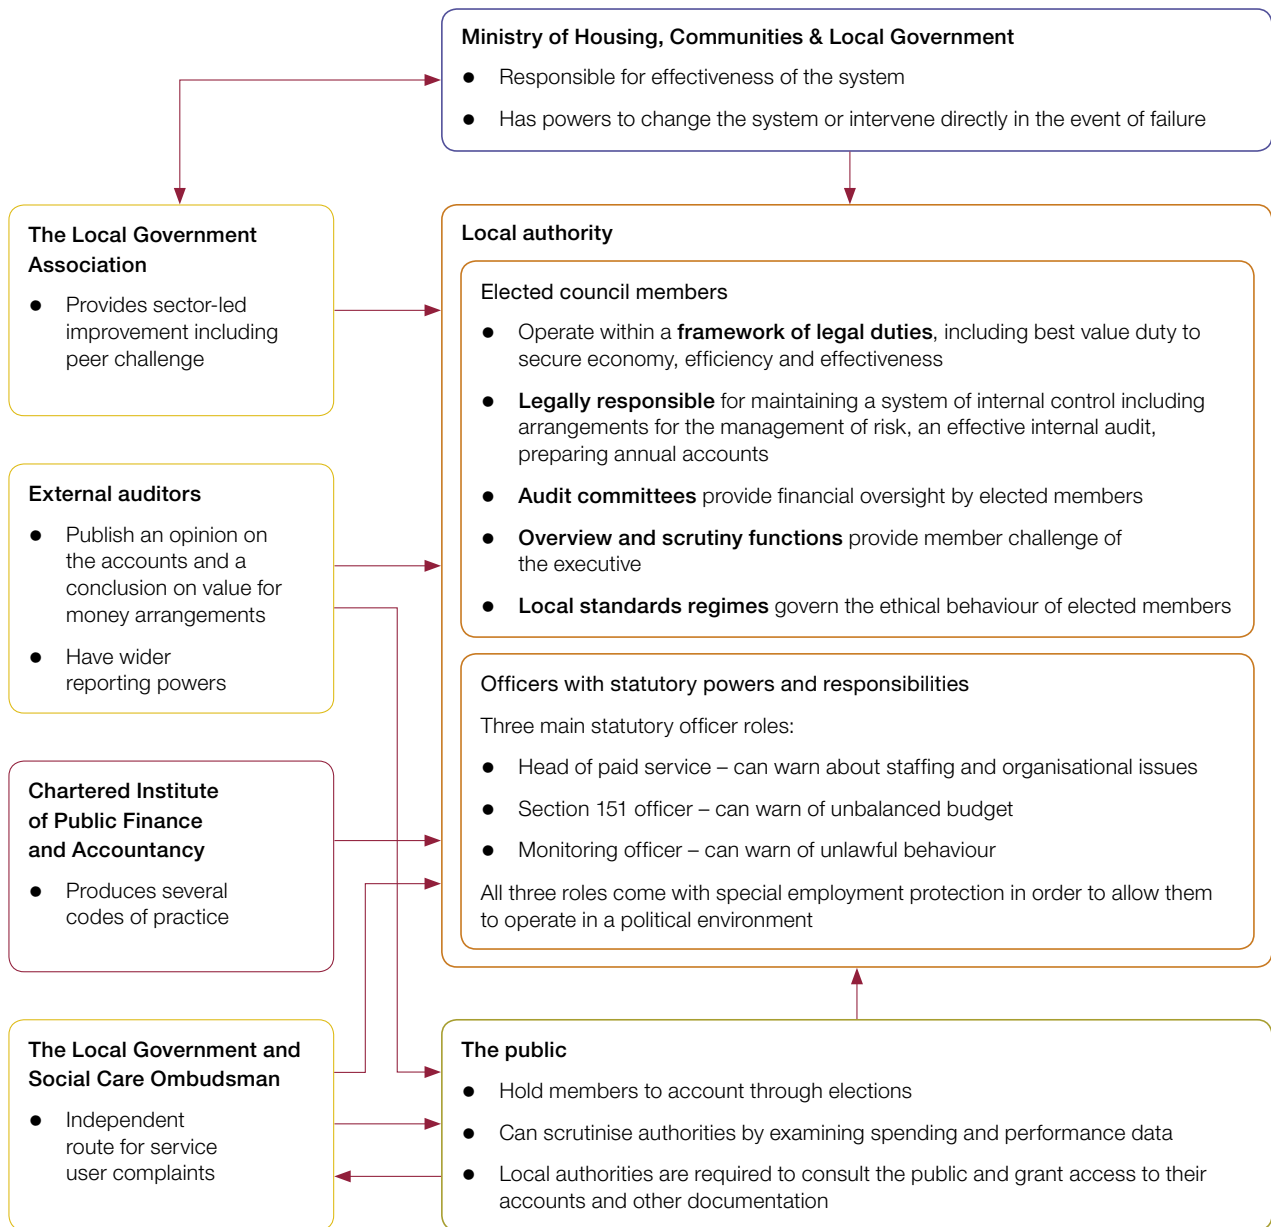 Ministry of Housing, Communities & Local Government
● Responsible for effectiveness of the system
● Has powers to change the system or intervene directly in the event of failure
The Local Government
Association
● Provides sector-led
improvement including
peer challenge
Local authority
Elected council members
● Operate within a framework of legal duties, including best value duty to
secure economy, efficiency and effectiveness
● Legally responsible for maintaining a system of internal control including
arrangements for the management of risk, an effective internal audit,
preparing annual accounts
● Audit committees provide financial oversight by elected members
● Overview and scrutiny functions provide member challenge of
the executive
● Local standards regimes govern the ethical behaviour of elected members
External auditors
● Publish an opinion on
the accounts and a
conclusion on value for
money arrangements
● Have wider
reporting powers
Officers with statutory powers and responsibilities
Three main statutory officer roles:
● Head of paid service – can warn about staffing and organisational issues
● Section 151 officer – can warn of unbalanced budget
● Monitoring officer – can warn of unlawful behaviour
All three roles come with special employment protection in order to allow them
to operate in a political environment
Chartered Institute
of Public Finance
and Accountancy
● Produces several
codes of practice
The Local Government and
Social Care Ombudsman
● Independent
route for service
user complaints
The public
● Hold members to account through elections
● Can scrutinise authorities by examining spending and performance data
● Local authorities are required to consult the public and grant access to their
accounts and other documentation